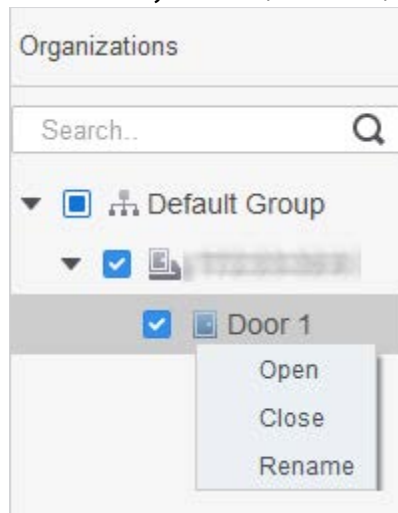 Organizations
Search..
Default Group
Door 1
Open
Close
Rename